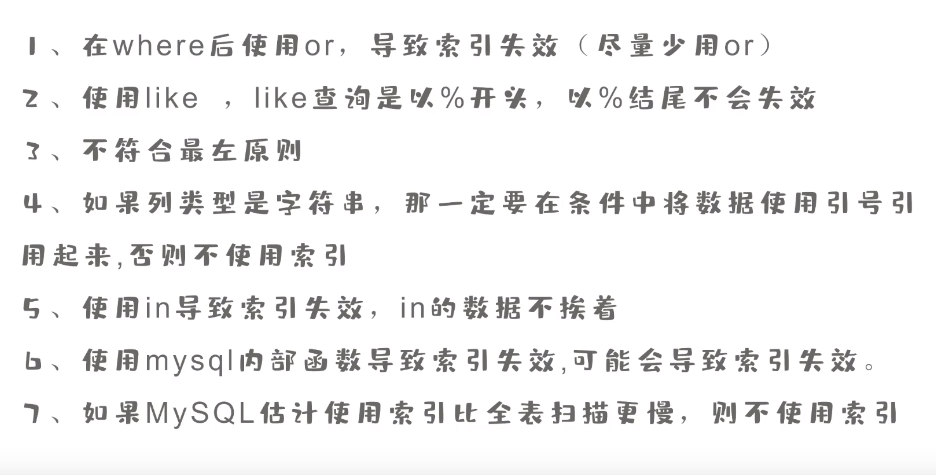 1、在where后使用or，导致索引失效（尽量少用or）
2、使用like ，like查询是以%开头，以%结尾不会失效
3、不符合最左原则
4、如果列类型是字符串，那一定要在条件中将数据使用引号引
用起来,否则不使用索引
5、使用in导致索引失效，in的数据不挨着
6、使用mysql内部函数导致索引失效,可能会导致索引失效。
7、如果MySQL估计使用索引比全表扫描更慢，则不使用索引